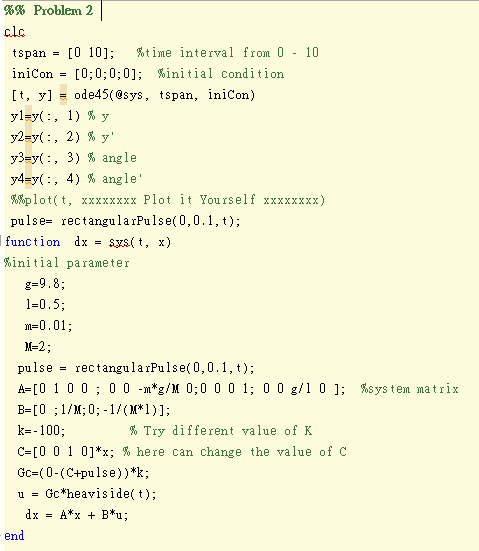 %% Problem 2
clc
tspan = [0 10]; %time interval from 0 - 10
iniCon = [0;0;0;0]; %initial Condition
[t, y] = ode45(@sys, tspan, iniCon)
y1=y(:, 1) % y
y2=y(:, 2) % y'
y3=y(:, 3) % angle
y4=y(:, 4) % angle'
%%plot(t, xxxxxxxx Plot it Yourself xxxxxxxx)
pulse= rectangularPulse(0,0.1,t);
function dx = sys(t, x)
%initial parameter
g=9.8;
l=0.5;
m=0.01;
M=2;
pulse = rectangularPulse(0,0.1,t);
A=[0 1 0 0 ; 0 0 -m*g/M 0;0 0 0 1; 0 0 g/l 0 ]; %system matrix
B=[0 ;1/M;0;-1/(M*l)];
k=-100; % Try different value of K
C=[0 0 1 0]*x; % here can change the value of C
Gc=(0-(C+pulse))*k;
u = Gc*heaviside(t);
dx = A*x + B*u;
end